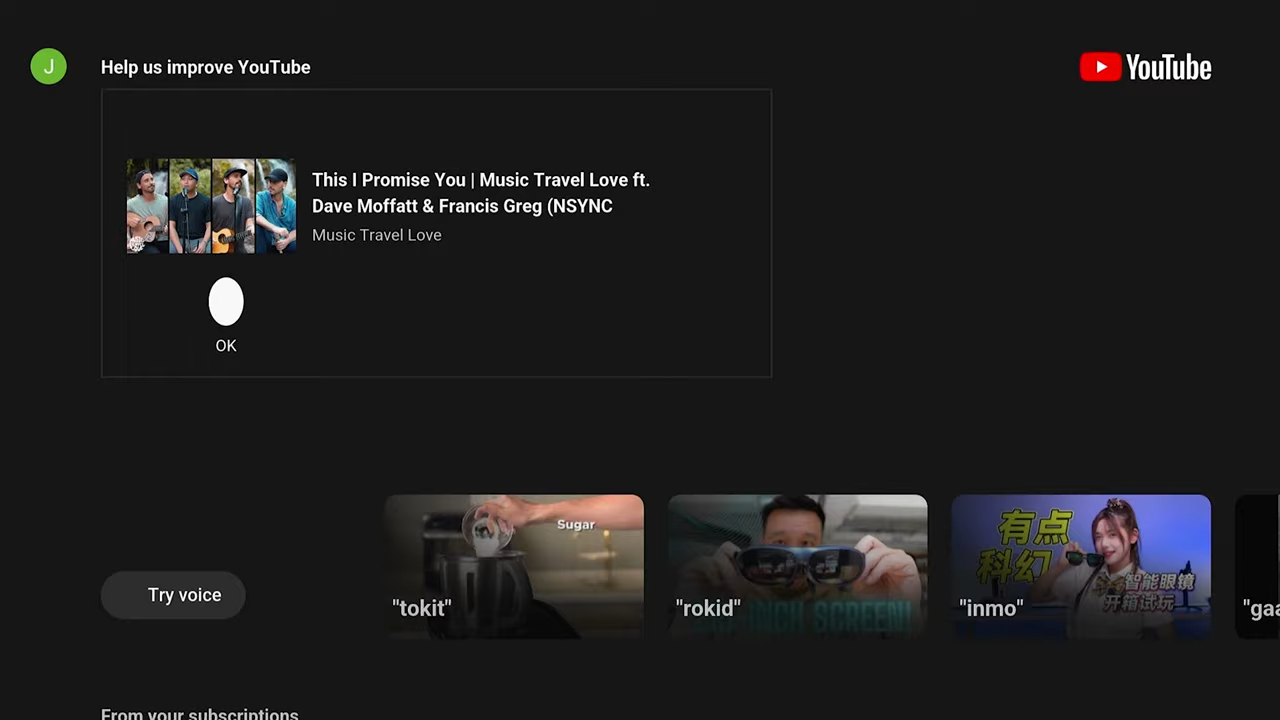 J
Help us improve YouTube
YouTube
This I Promise You | Music Travel Love ft.
Dave Moffatt & Francis Greg (NSYNC
Music Travel Love
OK
Try voice
Sugar
"tokit"
INCH SCREEN!
"rokid"
有点
科幻
智能眼镜
开箱试玩
"inmo"
"gaa
From your subscriptions